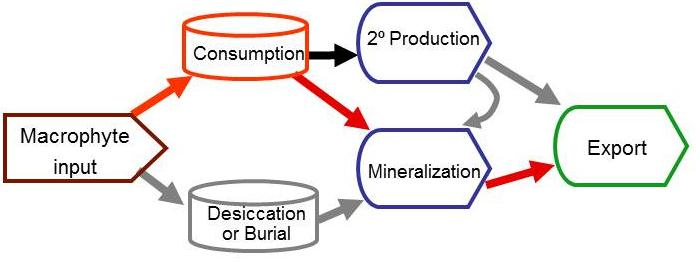 Consumption
2º Production
Macrophyte
input
Mineralization
Export
Desiccation
or Burial